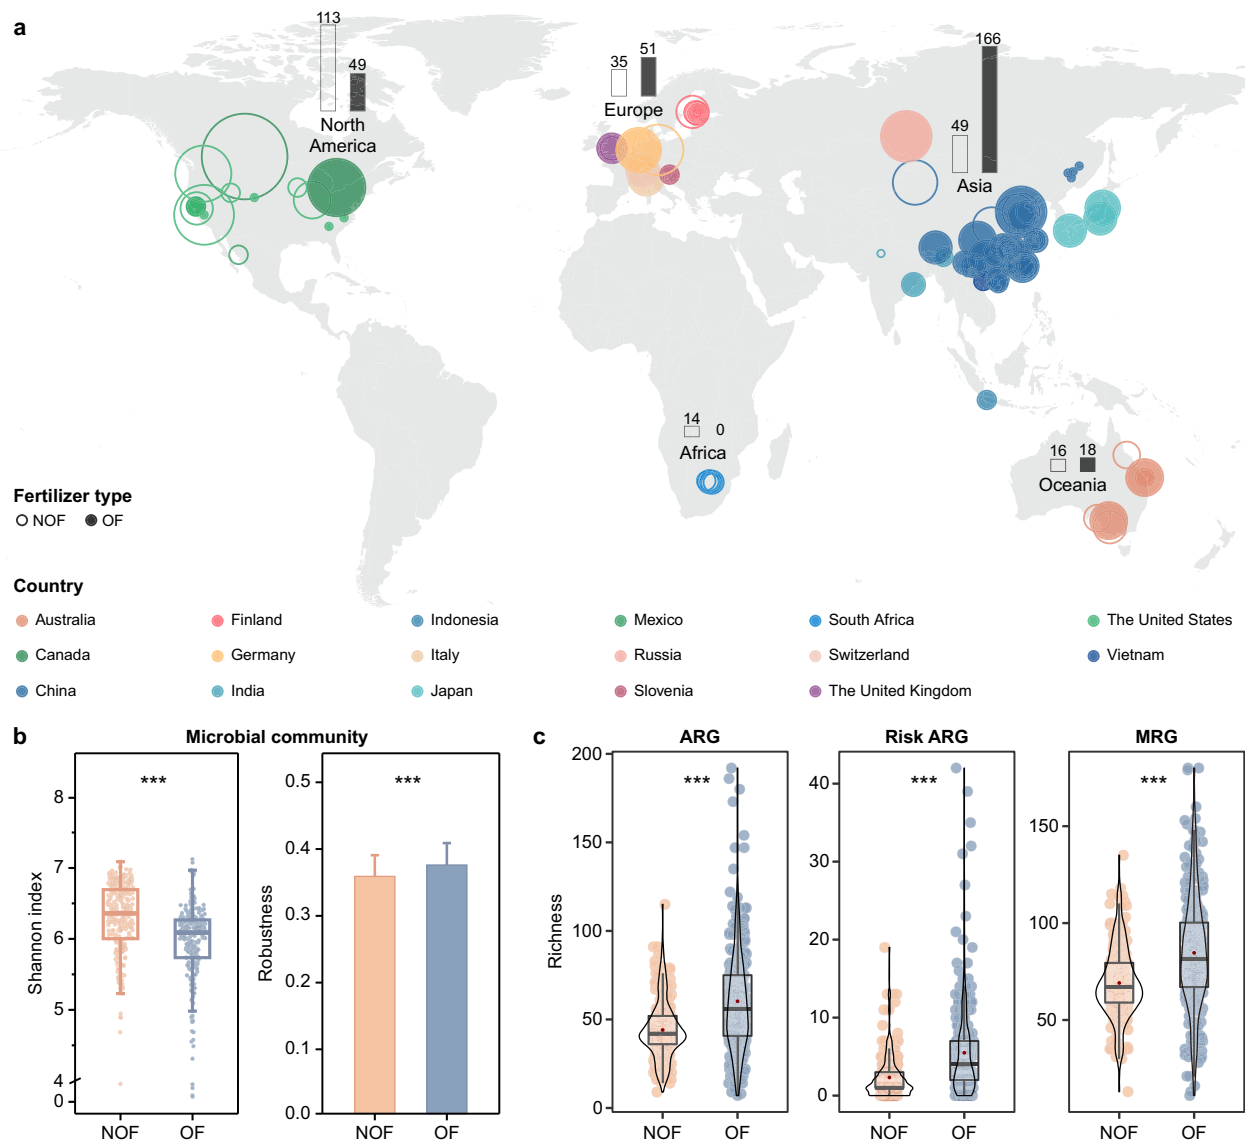 a
113
49
North
America
35
51
Europe
166
49
Asia
14
0
Africa
16
18
Oceania
Fertilizer type
NOF
OF
Country
Australia
Finland
Indonesia
Mexico
South Africa
The United States
Canada
Germany
Italy
Russia
Switzerland
Vietnam
China
India
Japan
Slovenia
The United Kingdom
b
Microbial community
***
8
7
6
5
4
0
Shannon index
NOF
OF
***
0.5
0.4
0.3
0.2
0.1
0.0
Robustness
NOF
OF
c
ARG
***
200
150
100
50
0
Richness
NOF
OF
Risk ARG
***
40
30
20
10
0
NOF
OF
MRG
***
150
100
50
NOF
OF